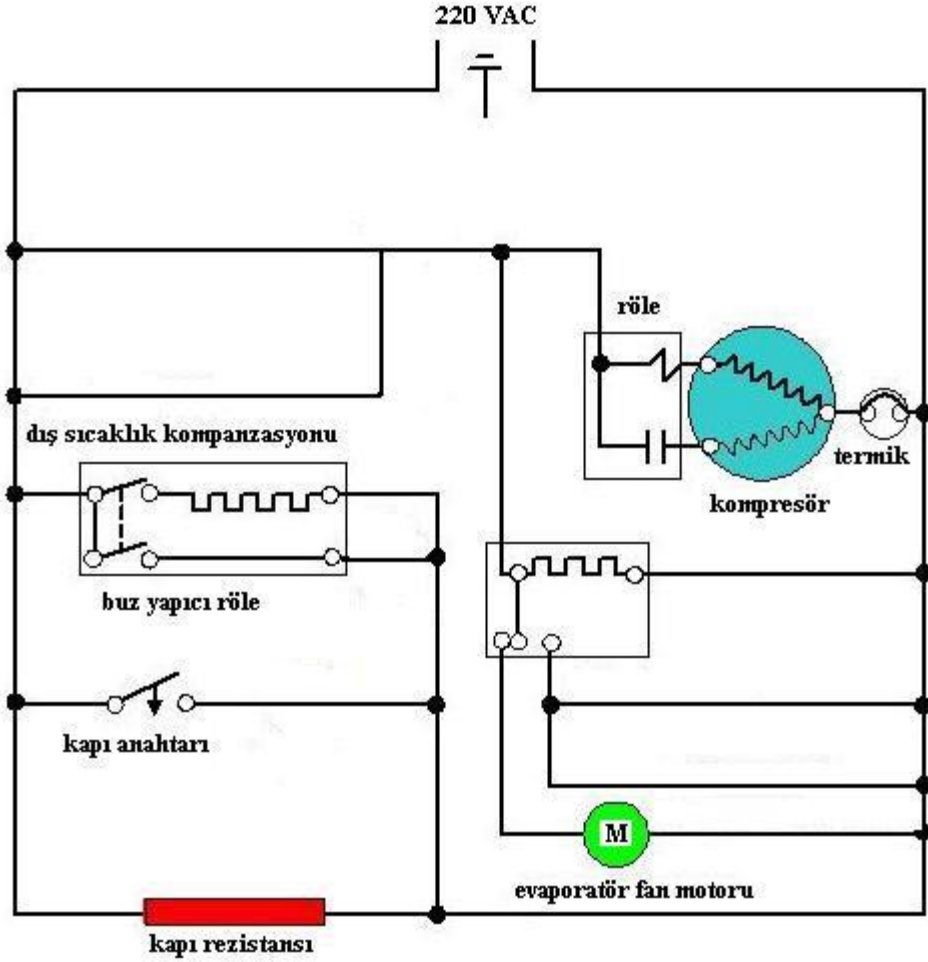 220 VAC
röle
dış sıcaklık kompanzasyonu
termik
kompresör
buz yapıcı röle
kapı anahtarı
M
evaporatör fan motoru
kapı rezistansı